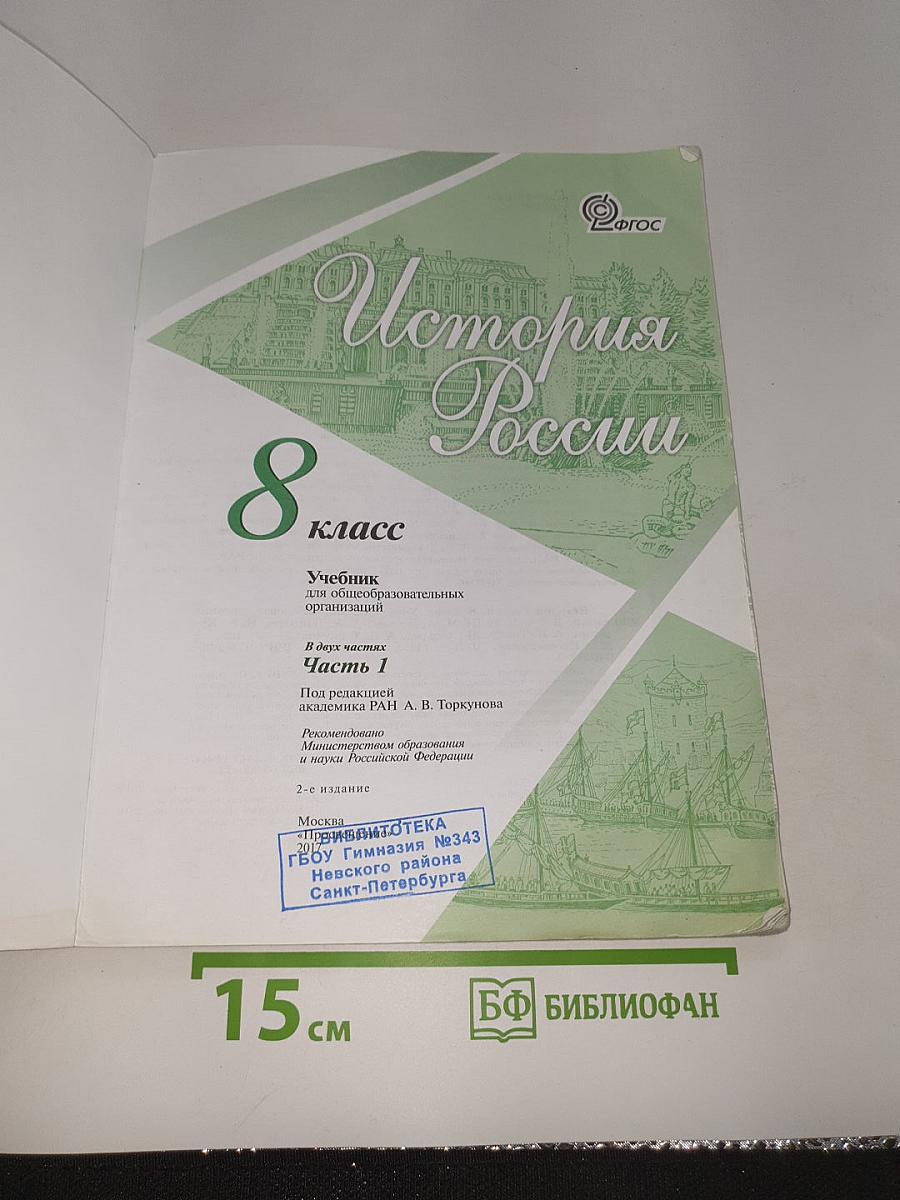 ФГОС
История
России
8 класс
Учебник
для общеобразовательных
организаций
В двух частях
Часть 1
Под редакцией
академика РАН А. В. Торкунова
Рекомендовано
Министерством образования
и науки Российской Федерации
2-е издание
Москва
«Просвещение»
2017
БИБЛИОТЕКА
ГБОУ Гимназия №343
Невского района
Санкт-Петербурга
15 см
БФ БИБЛИОФАН